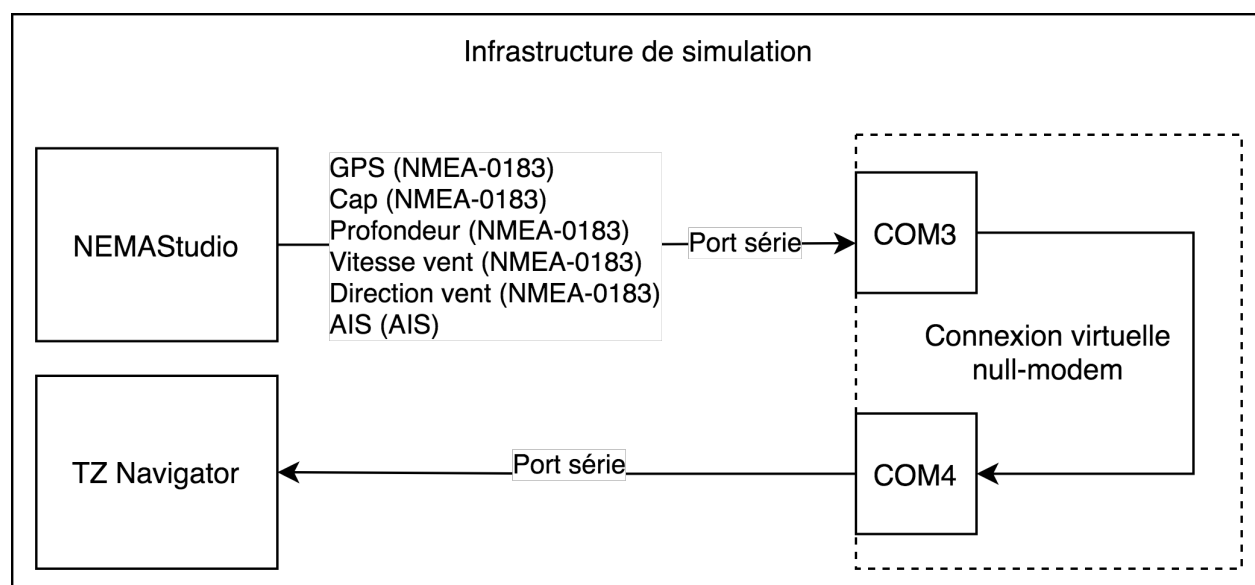 Infrastructure de simulation
NEMAStudio
GPS (NMEA-0183)
Cap (NMEA-0183)
Profondeur (NMEA-0183)
Vitesse vent (NMEA-0183)
Direction vent (NMEA-0183)
AIS (AIS)
Port série
COM3
Connexion virtuelle
null-modem
TZ Navigator
Port série
COM4